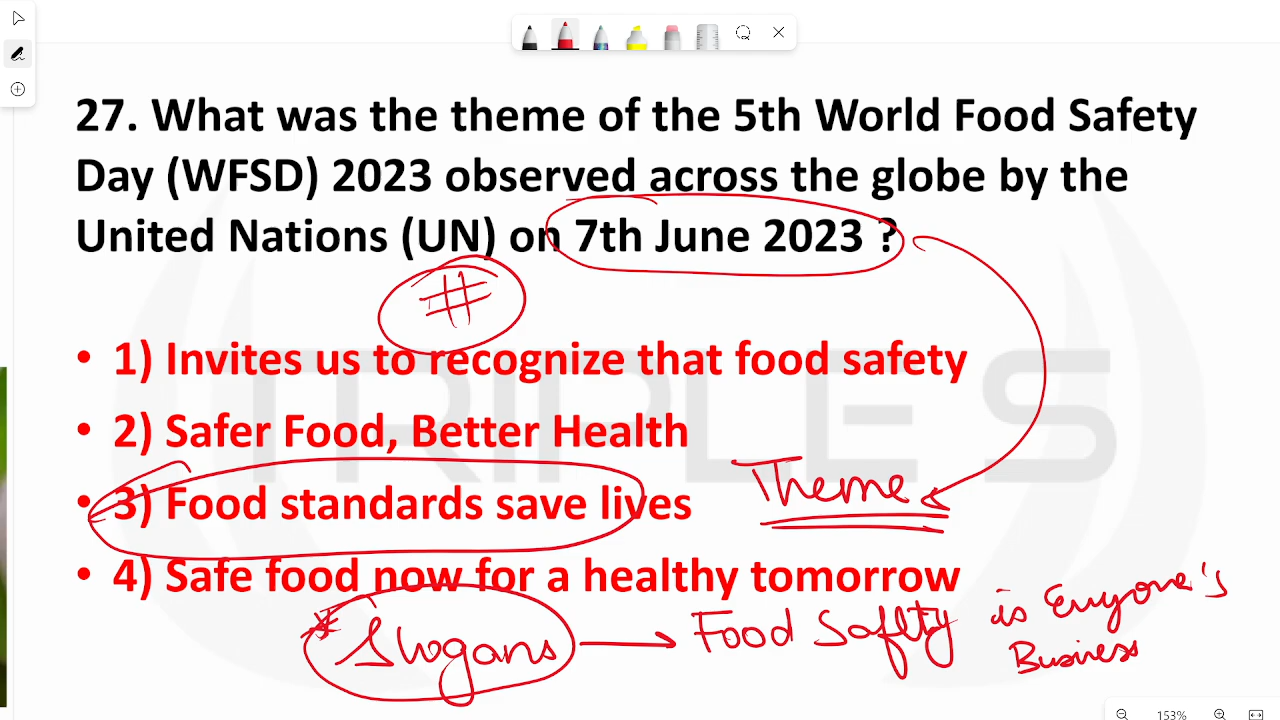 27. What was the theme of the 5th World Food Safety
Day (WFSD) 2023 observed across the globe by the
United Nations (UN) on 7th June 2023 ?
#
• 1) Invites us to recognize that food safety
• 2) Safer Food, Better Health
• 3) Food standards save lives
Theme
• 4) Safe food now for a healthy tomorrow
Slogans → Food Safety is Everyone's
Business
TRIPLE S
153%